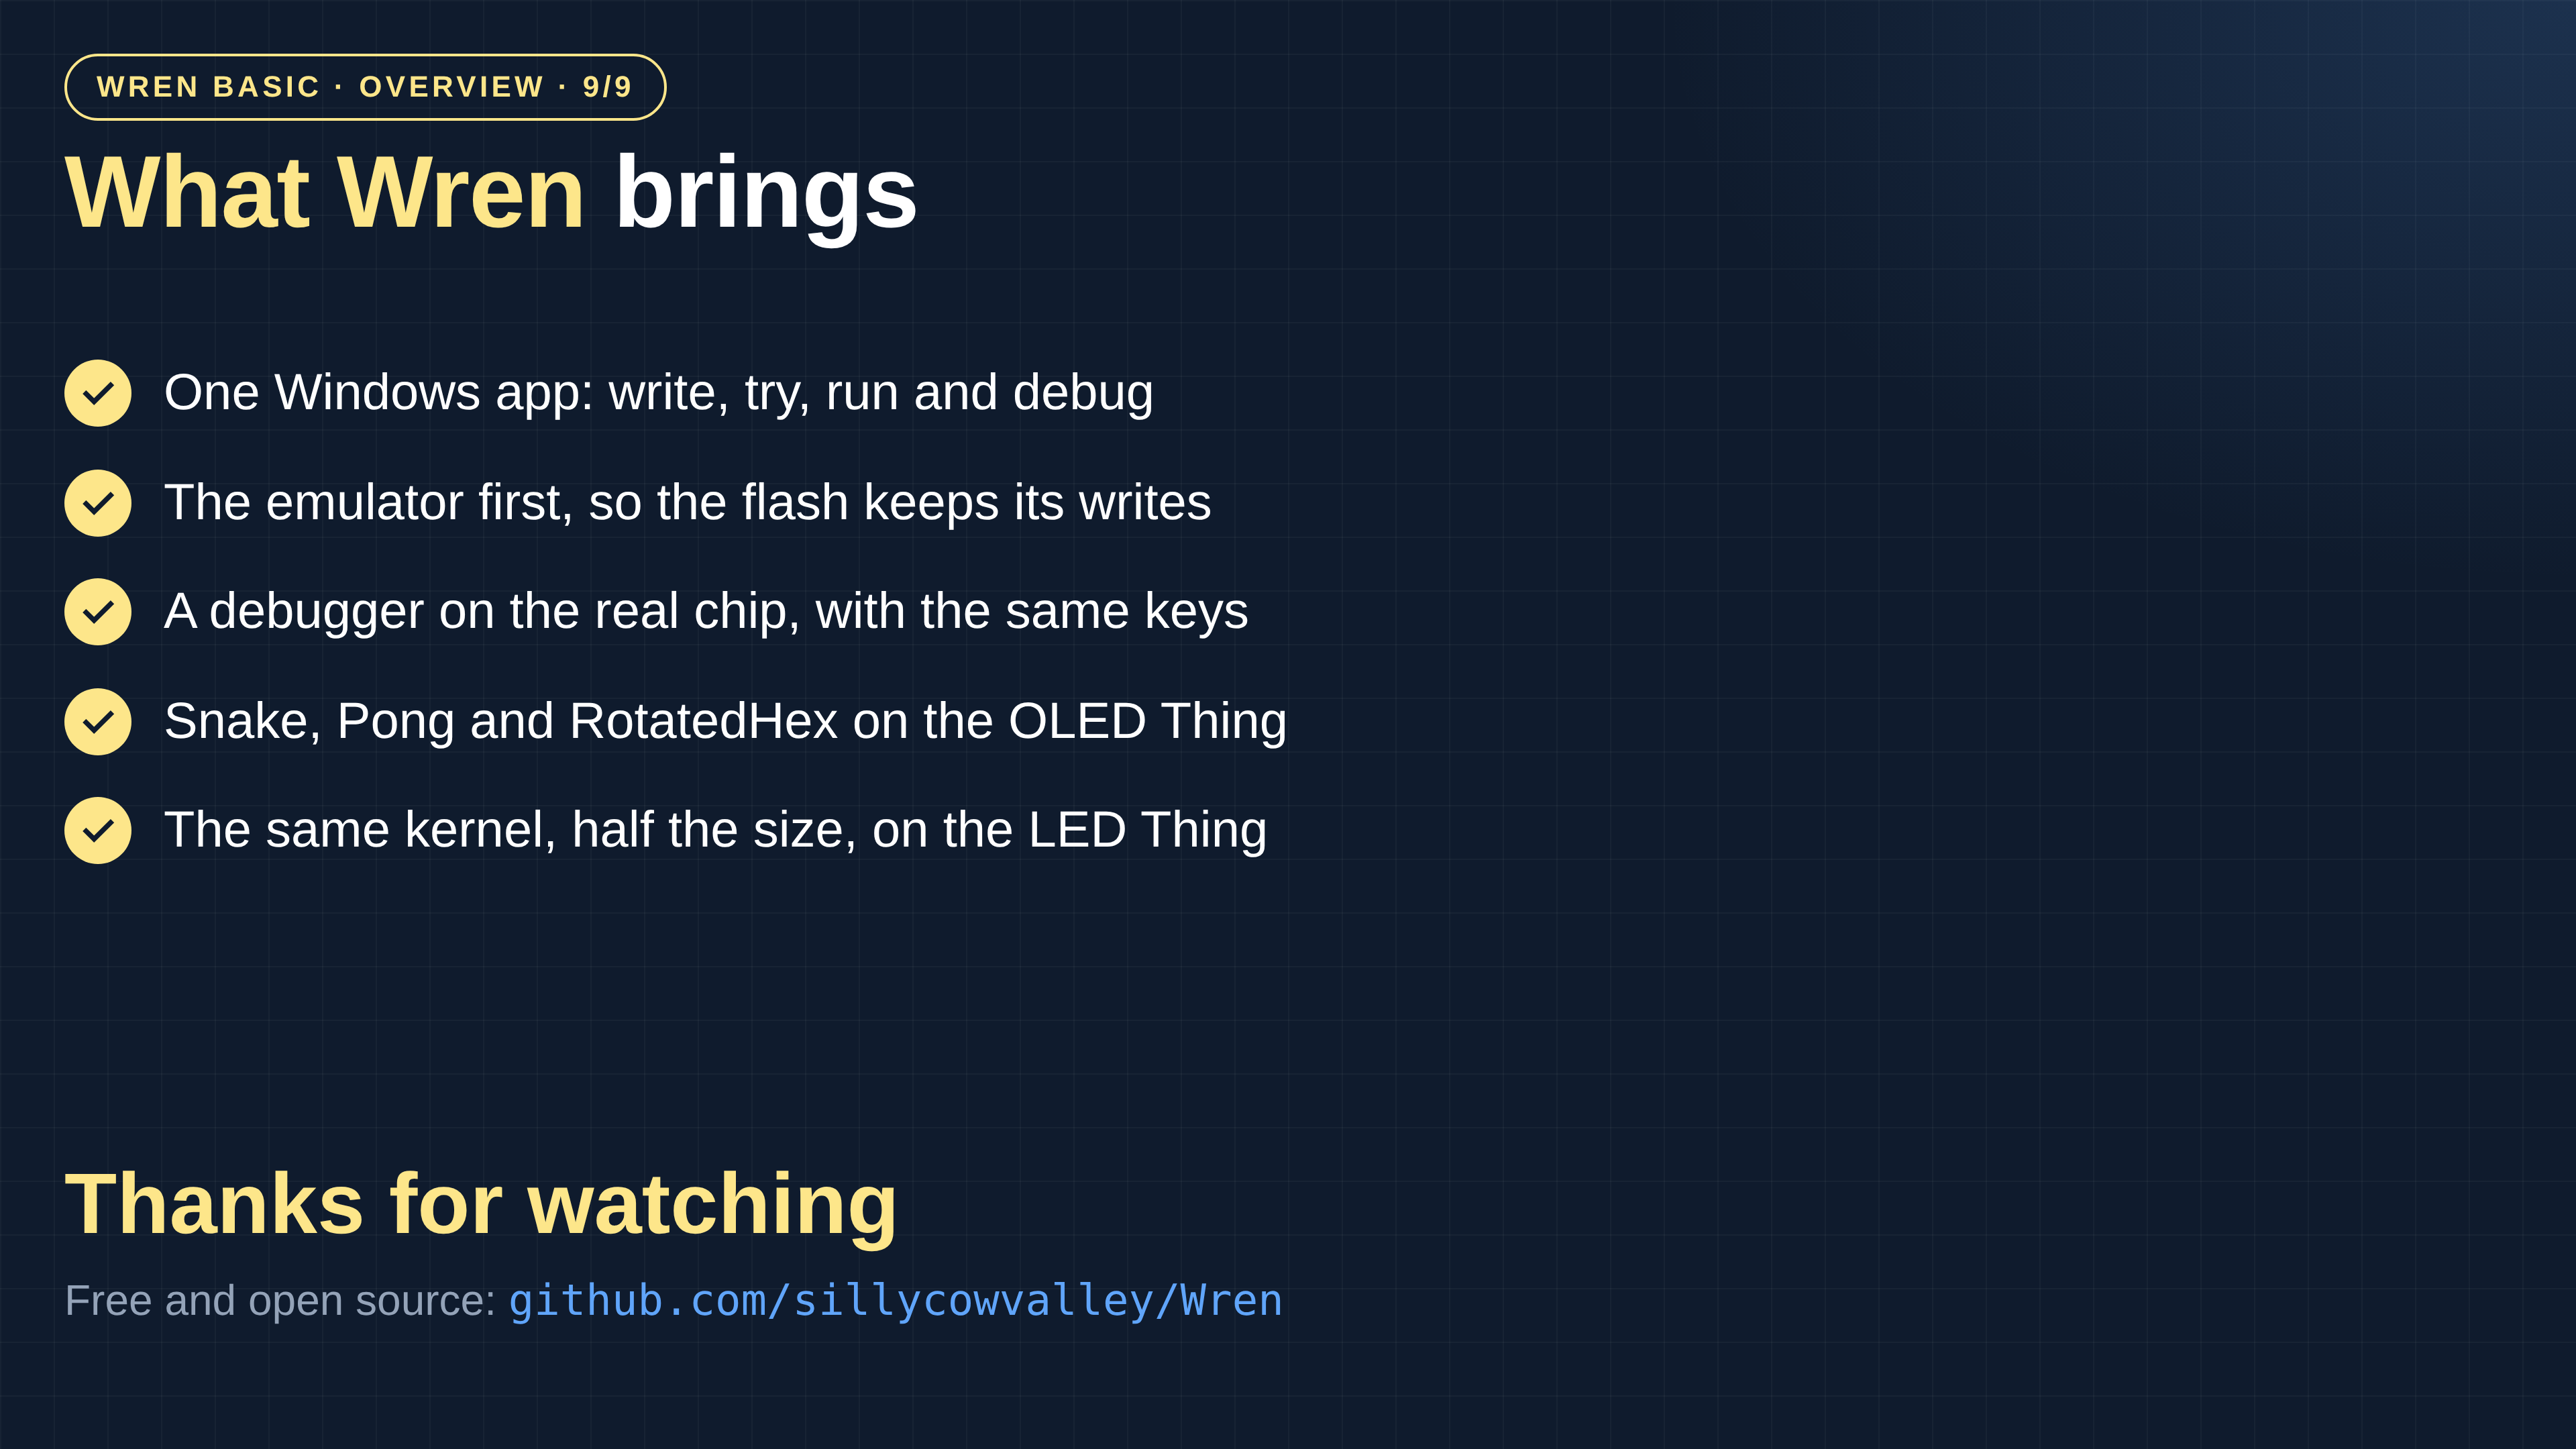 WREN BASIC · OVERVIEW · 9/9
What Wren brings
One Windows app: write, try, run and debug
The emulator first, so the flash keeps its writes
A debugger on the real chip, with the same keys
Snake, Pong and RotatedHex on the OLED Thing
The same kernel, half the size, on the LED Thing
Thanks for watching
Free and open source: github.com/sillycowvalley/Wren